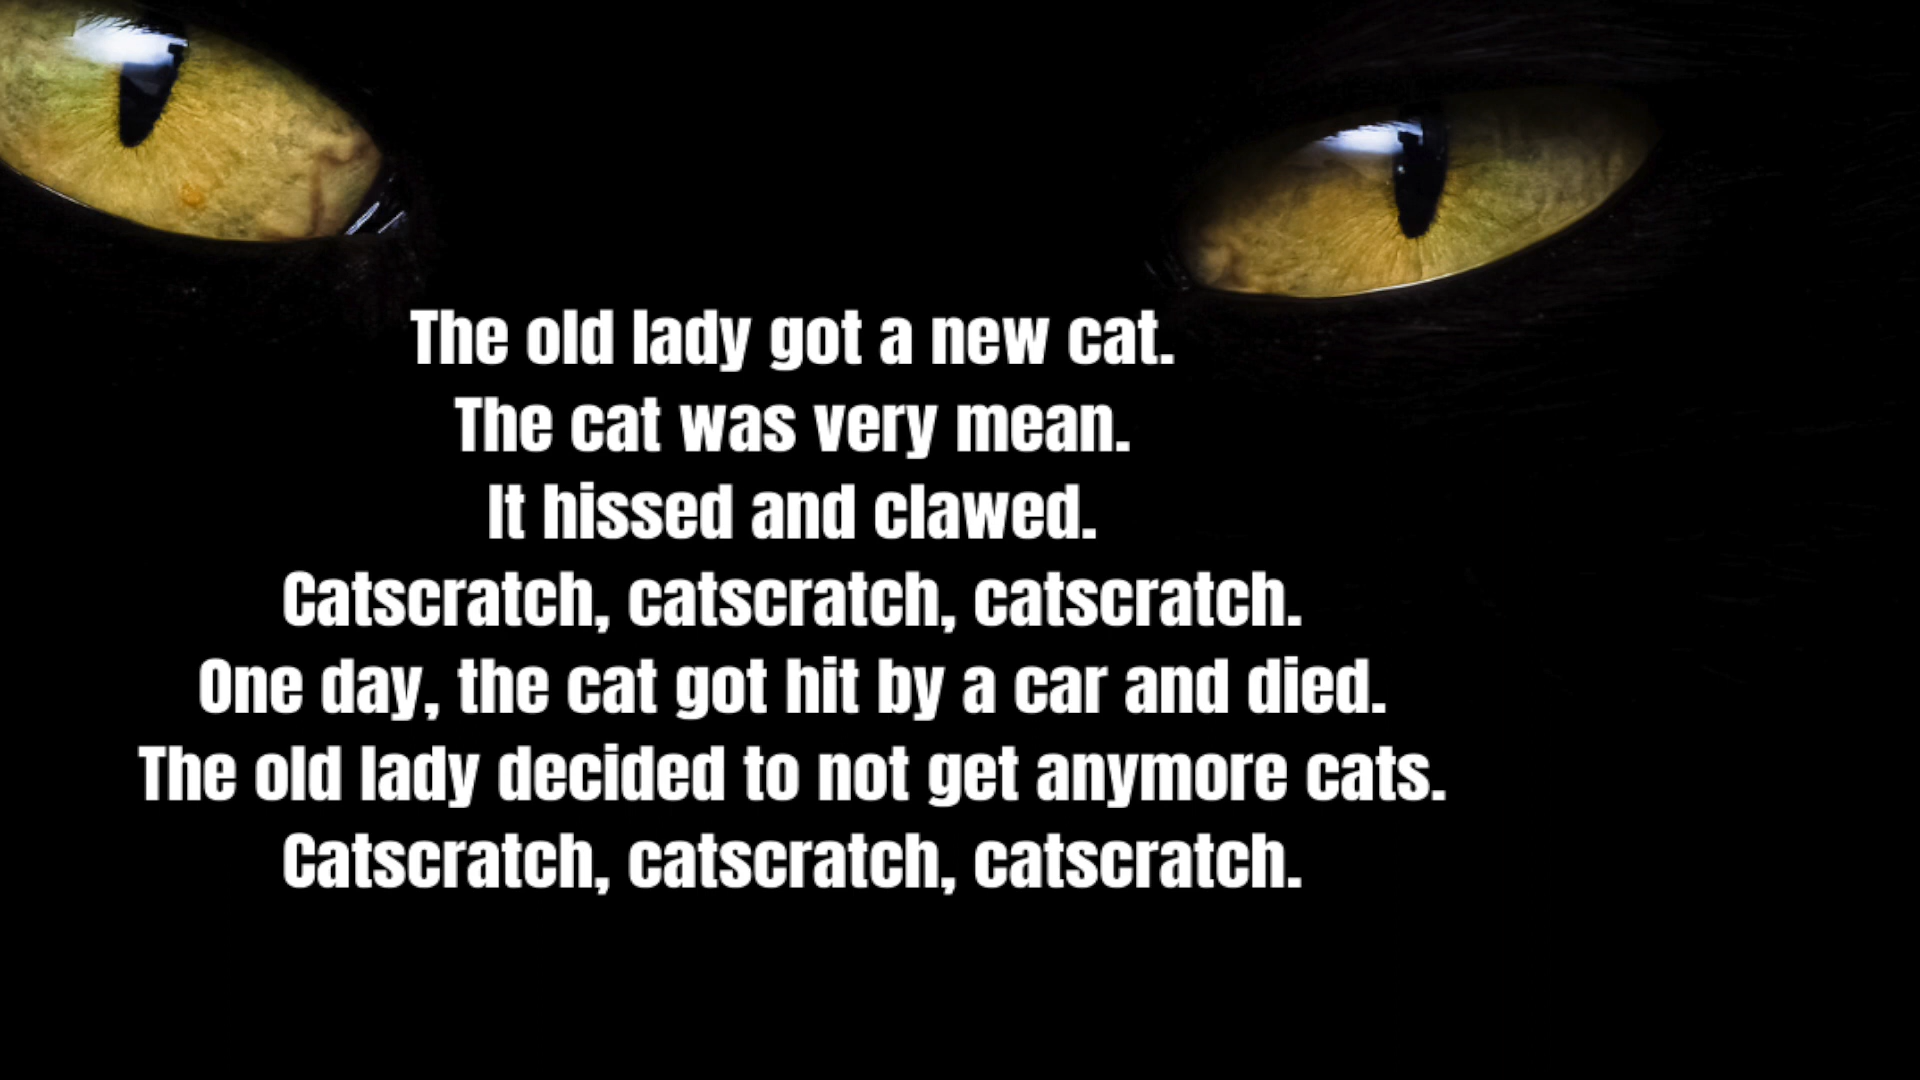 The old lady got a new cat.
The cat was very mean.
It hissed and clawed.
Catscratch, catscratch, catscratch.
One day, the cat got hit by a car and died.
The old lady decided to not get anymore cats.
Catscratch, catscratch, catscratch.